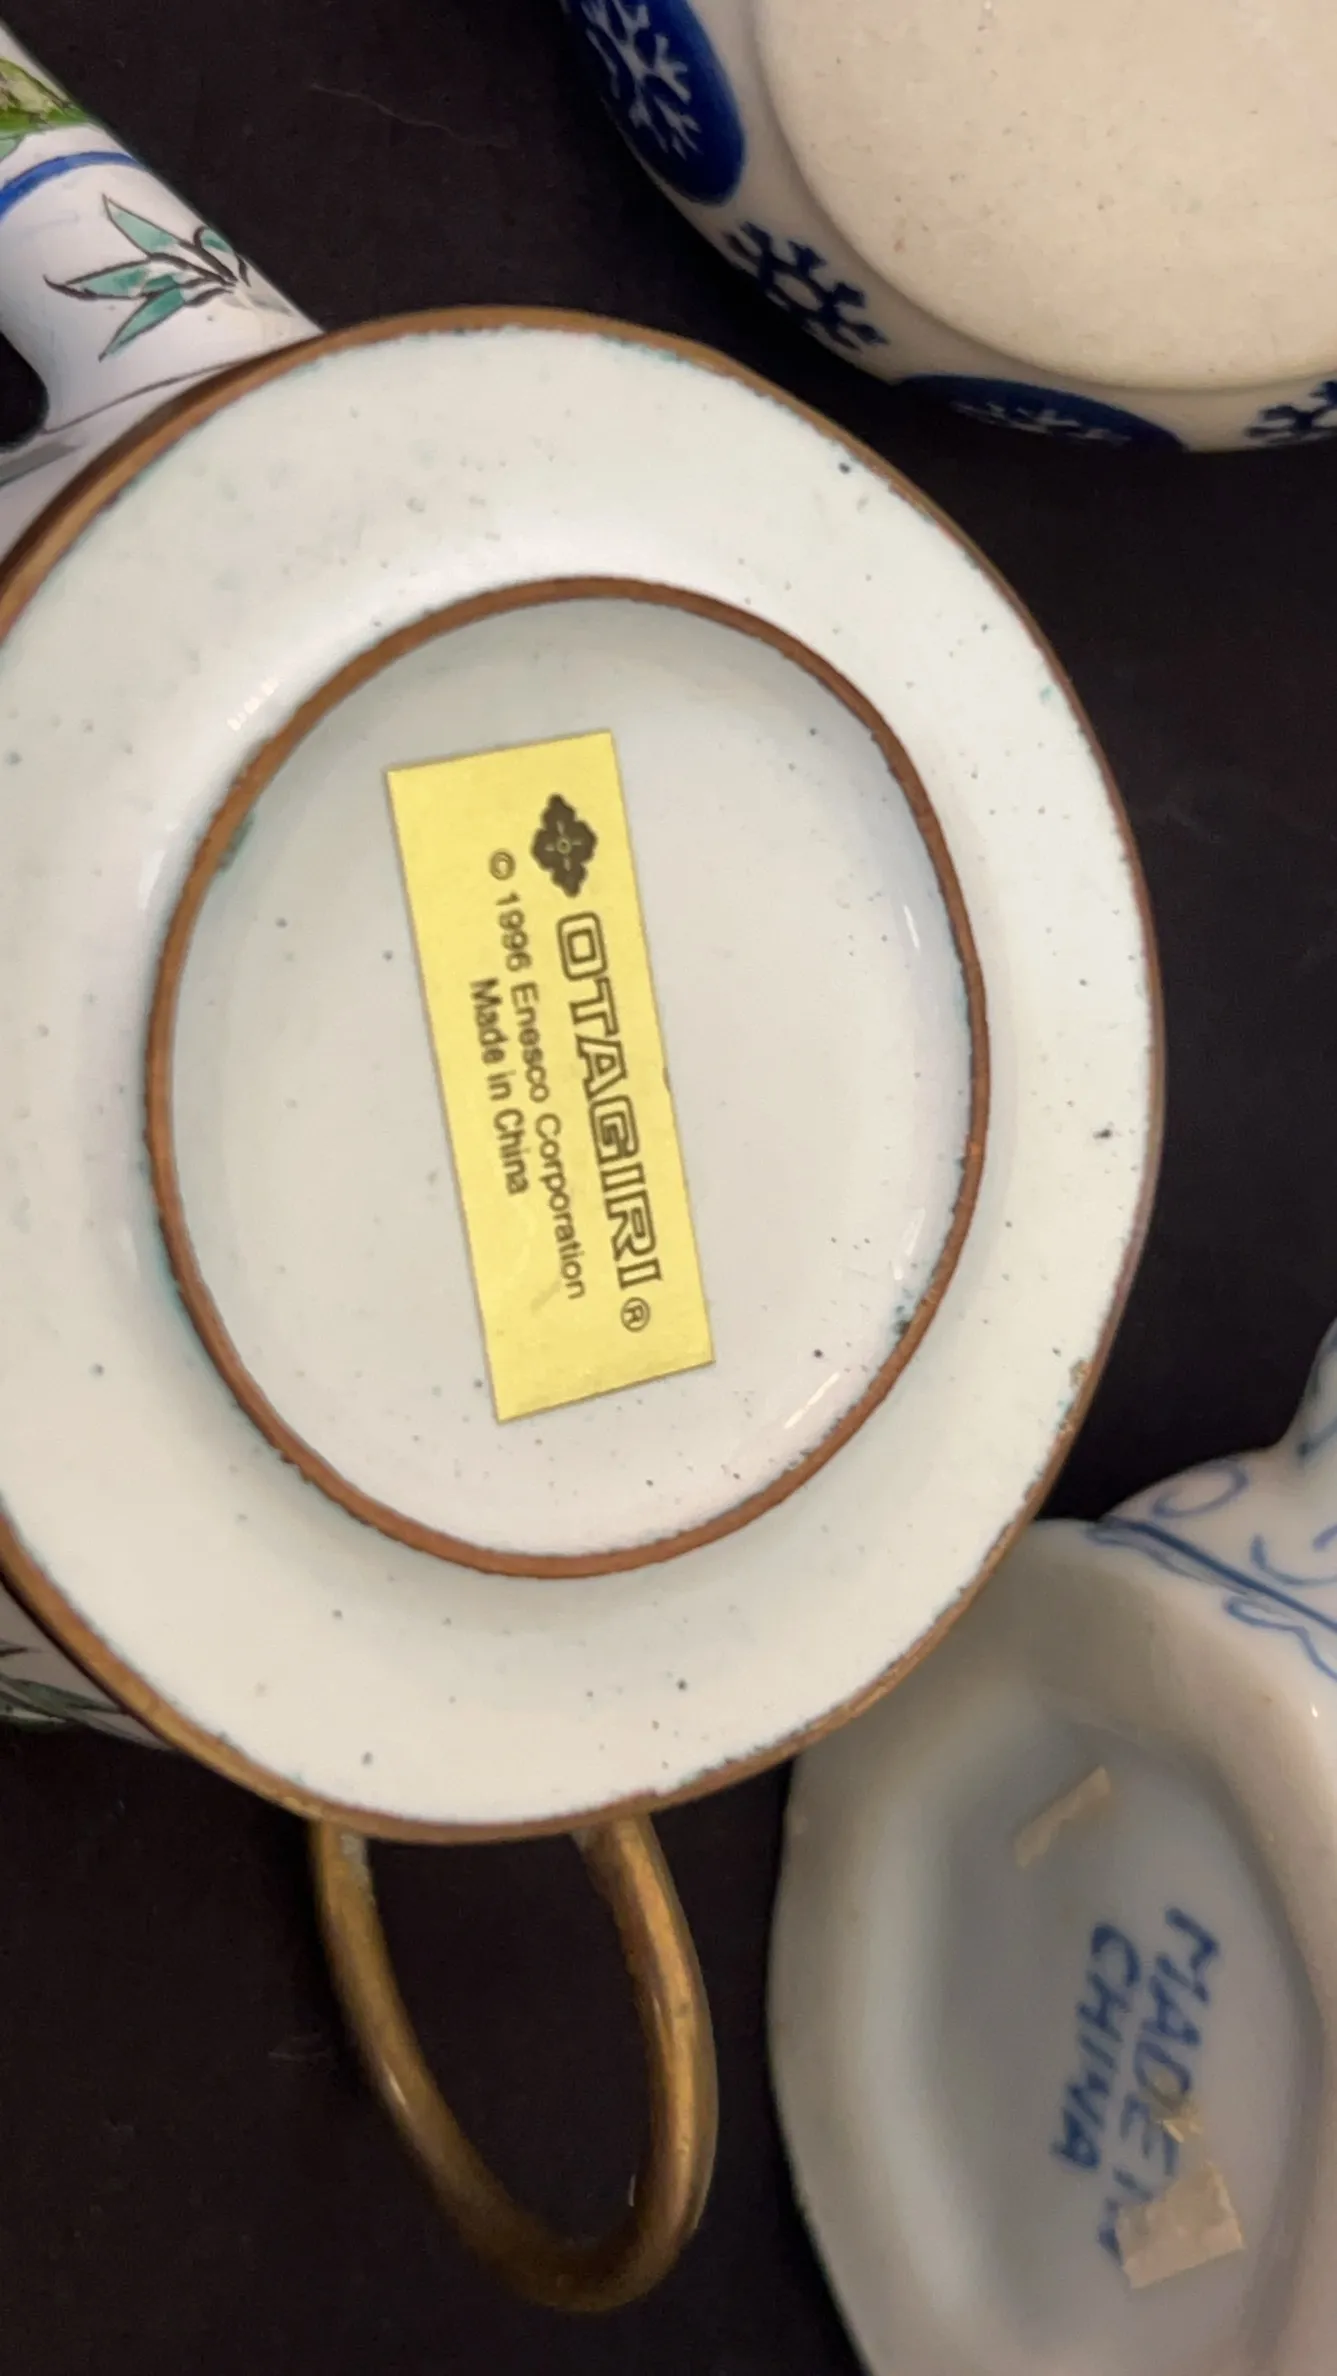 OTAGIRI®
© 1996 Enesco Corporation
Made in China
MADE IN
CHINA